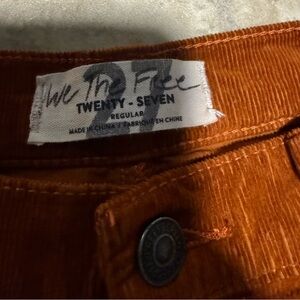 We The Free
27
TWENTY - SEVEN
REGULAR
MADE IN CHINA / FABRIQUÉ EN CHINE